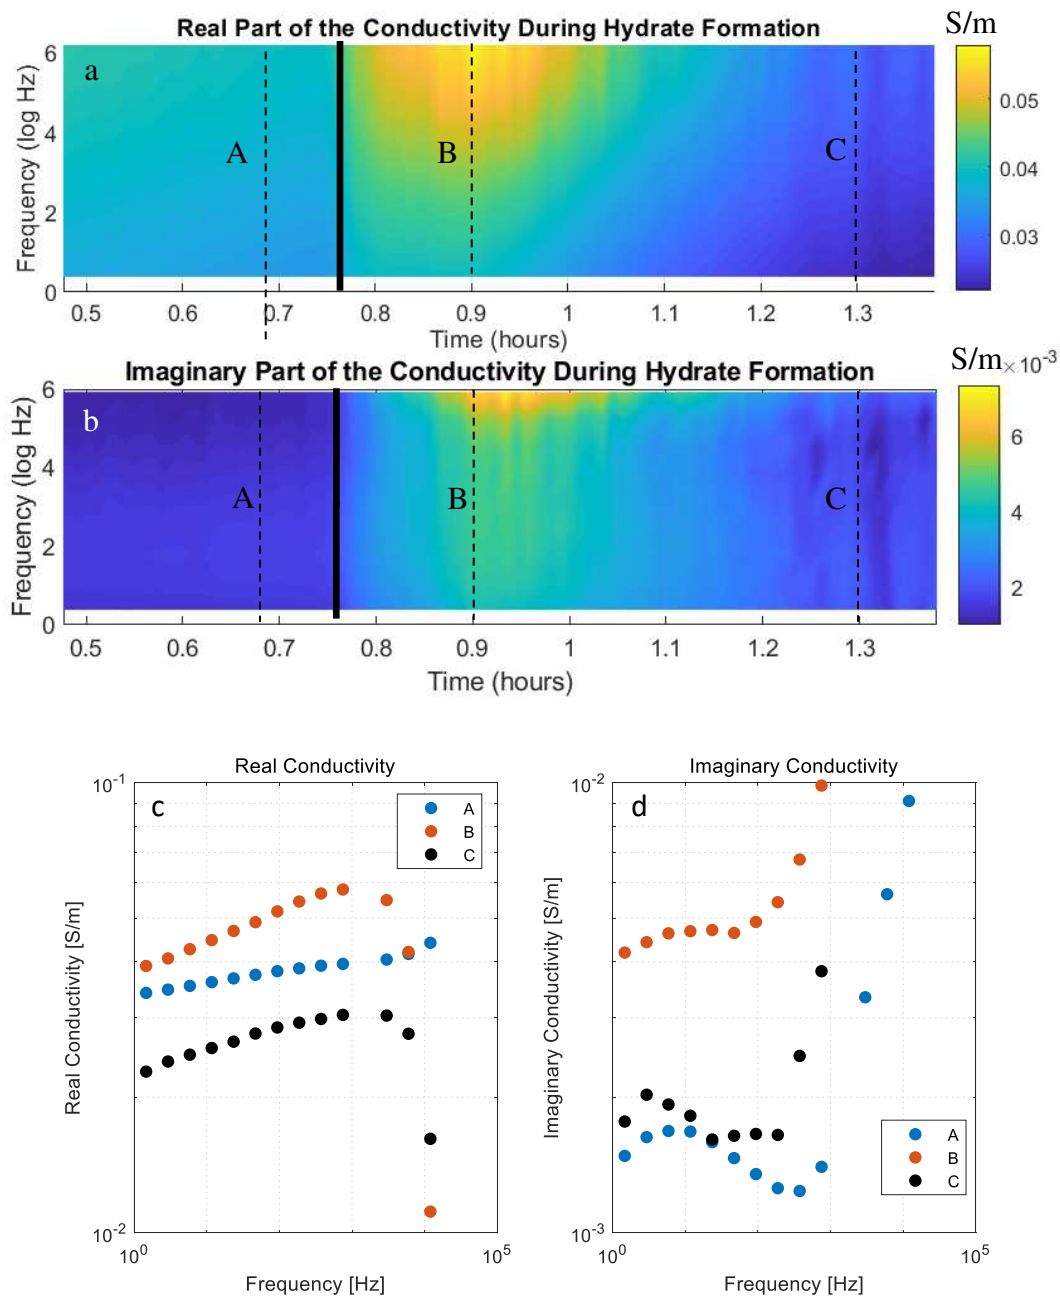 Real Part of the Conductivity During Hydrate Formation
S/m
a
A
B
C
Frequency (log Hz)
6
4
2
0
0.05
0.04
0.03
0.5 0.6 0.7 0.8 0.9 1 1.1 1.2 1.3
Time (hours)
Imaginary Part of the Conductivity During Hydrate Formation
S/m ×10⁻³
b
A
B
C
Frequency (log Hz)
6
4
2
0
6
4
2
0.5 0.6 0.7 0.8 0.9 1 1.1 1.2 1.3
Time (hours)
Real Conductivity
c
A
B
C
Real Conductivity [S/m]
10⁻¹
10⁻²
10⁰ 10⁵
Frequency [Hz]
Imaginary Conductivity
d
A
B
C
Imaginary Conductivity [S/m]
10⁻²
10⁻³
10⁰ 10⁵
Frequency [Hz]